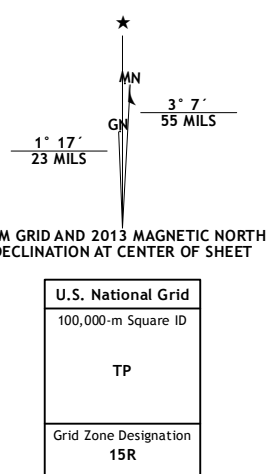 ★
MN
GN
3° 7´
55 MILS
1° 17´
23 MILS
M GRID AND 2013 MAGNETIC NORTH
DECLINATION AT CENTER OF SHEET
U.S. National Grid
100,000-m Square ID
TP
Grid Zone Designation
15R